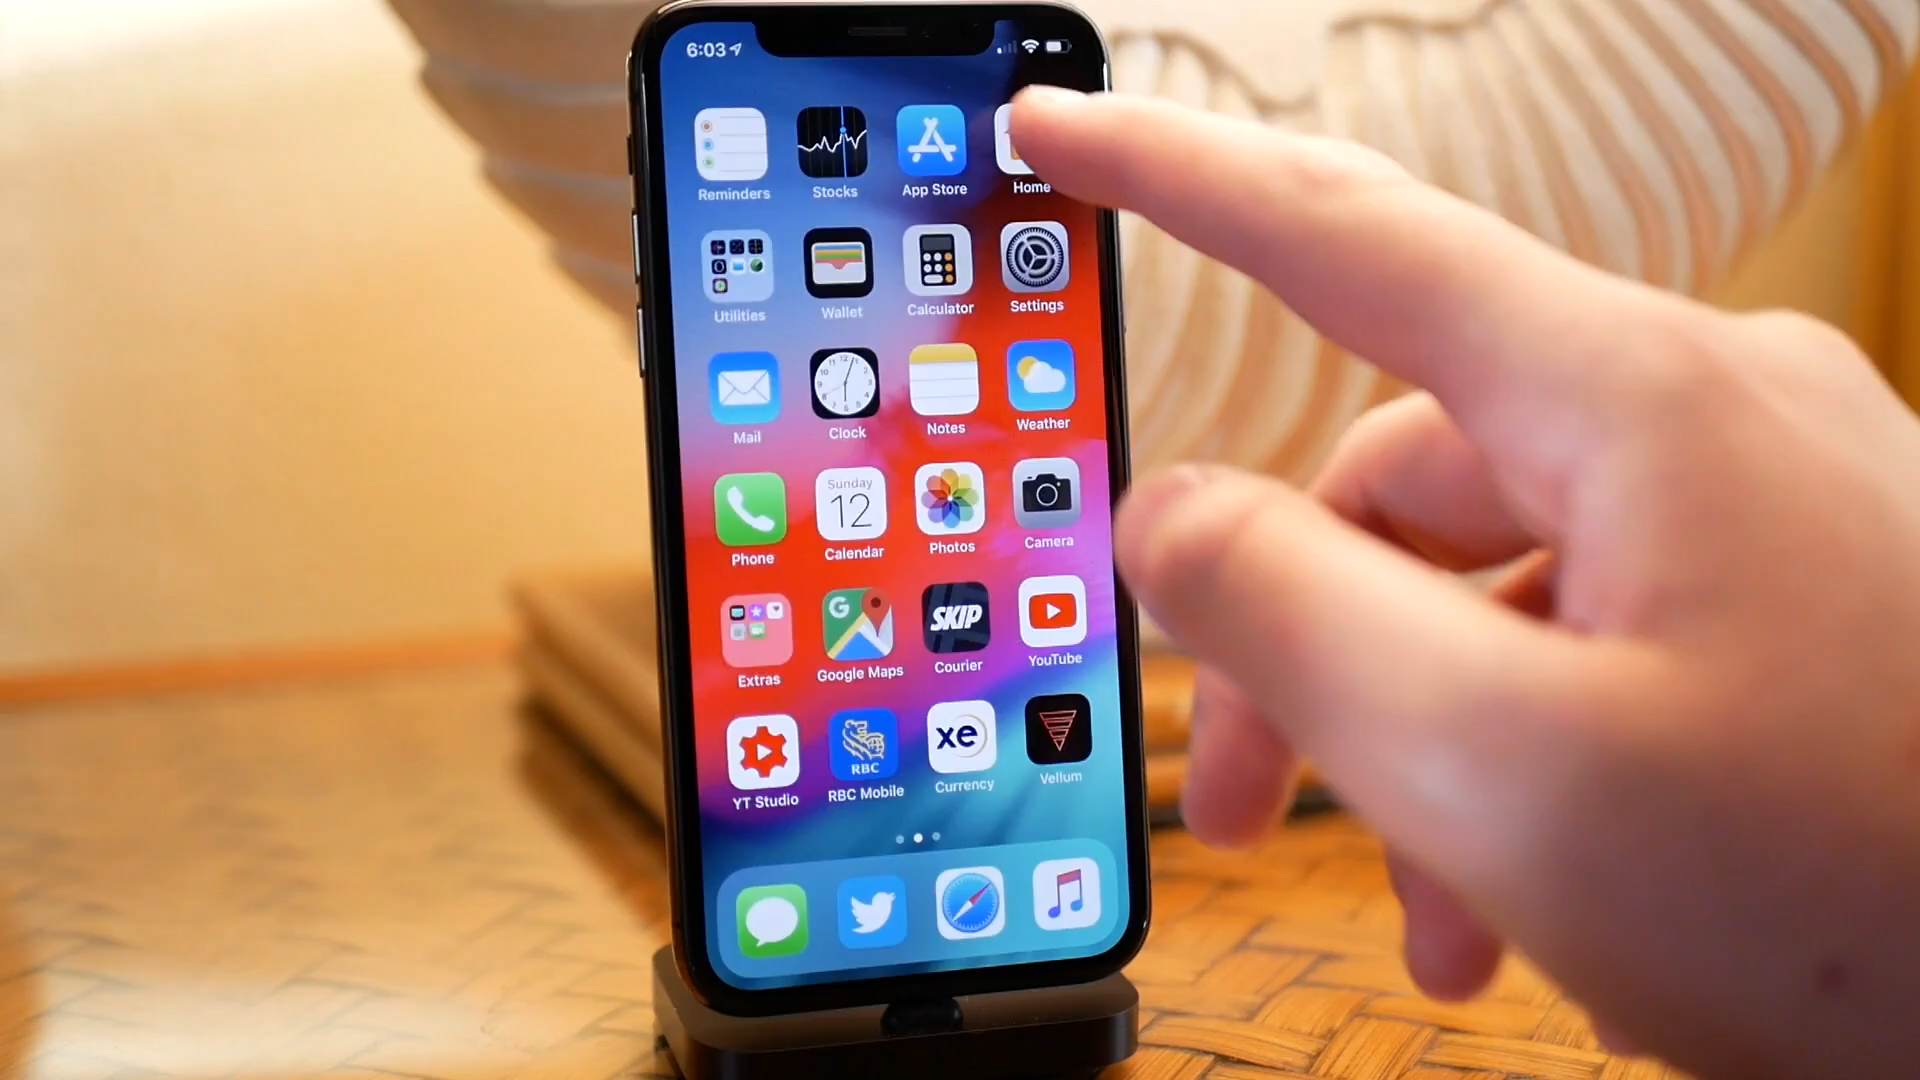 6:03
Reminders Stocks App Store Home
Utilities Wallet Calculator Settings
Mail Clock Notes Weather
Sunday
12
Phone Calendar Photos Camera
G
SKIP
Extras Google Maps Courier YouTube
RBC
xe
YT Studio RBC Mobile Currency Vellum